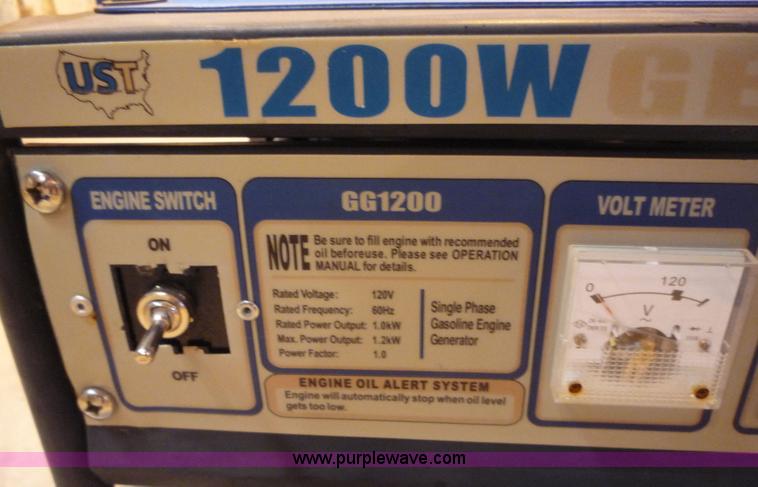 UST
1200W GE
ENGINE SWITCH
ON
OFF
GG1200
NOTE Be sure to fill engine with recommended
oil beforeuse. Please see OPERATION
MANUAL for details.
Rated Voltage: 120V
Rated Frequency: 60Hz
Rated Power Output: 1.0kW
Max. Power Output: 1.2kW
Power Factor: 1.0
Single Phase
Gasoline Engine
Generator
ENGINE OIL ALERT SYSTEM
Engine will automatically stop when oil level
gets too low.
VOLT METER
0 120
V
www.purplewave.com